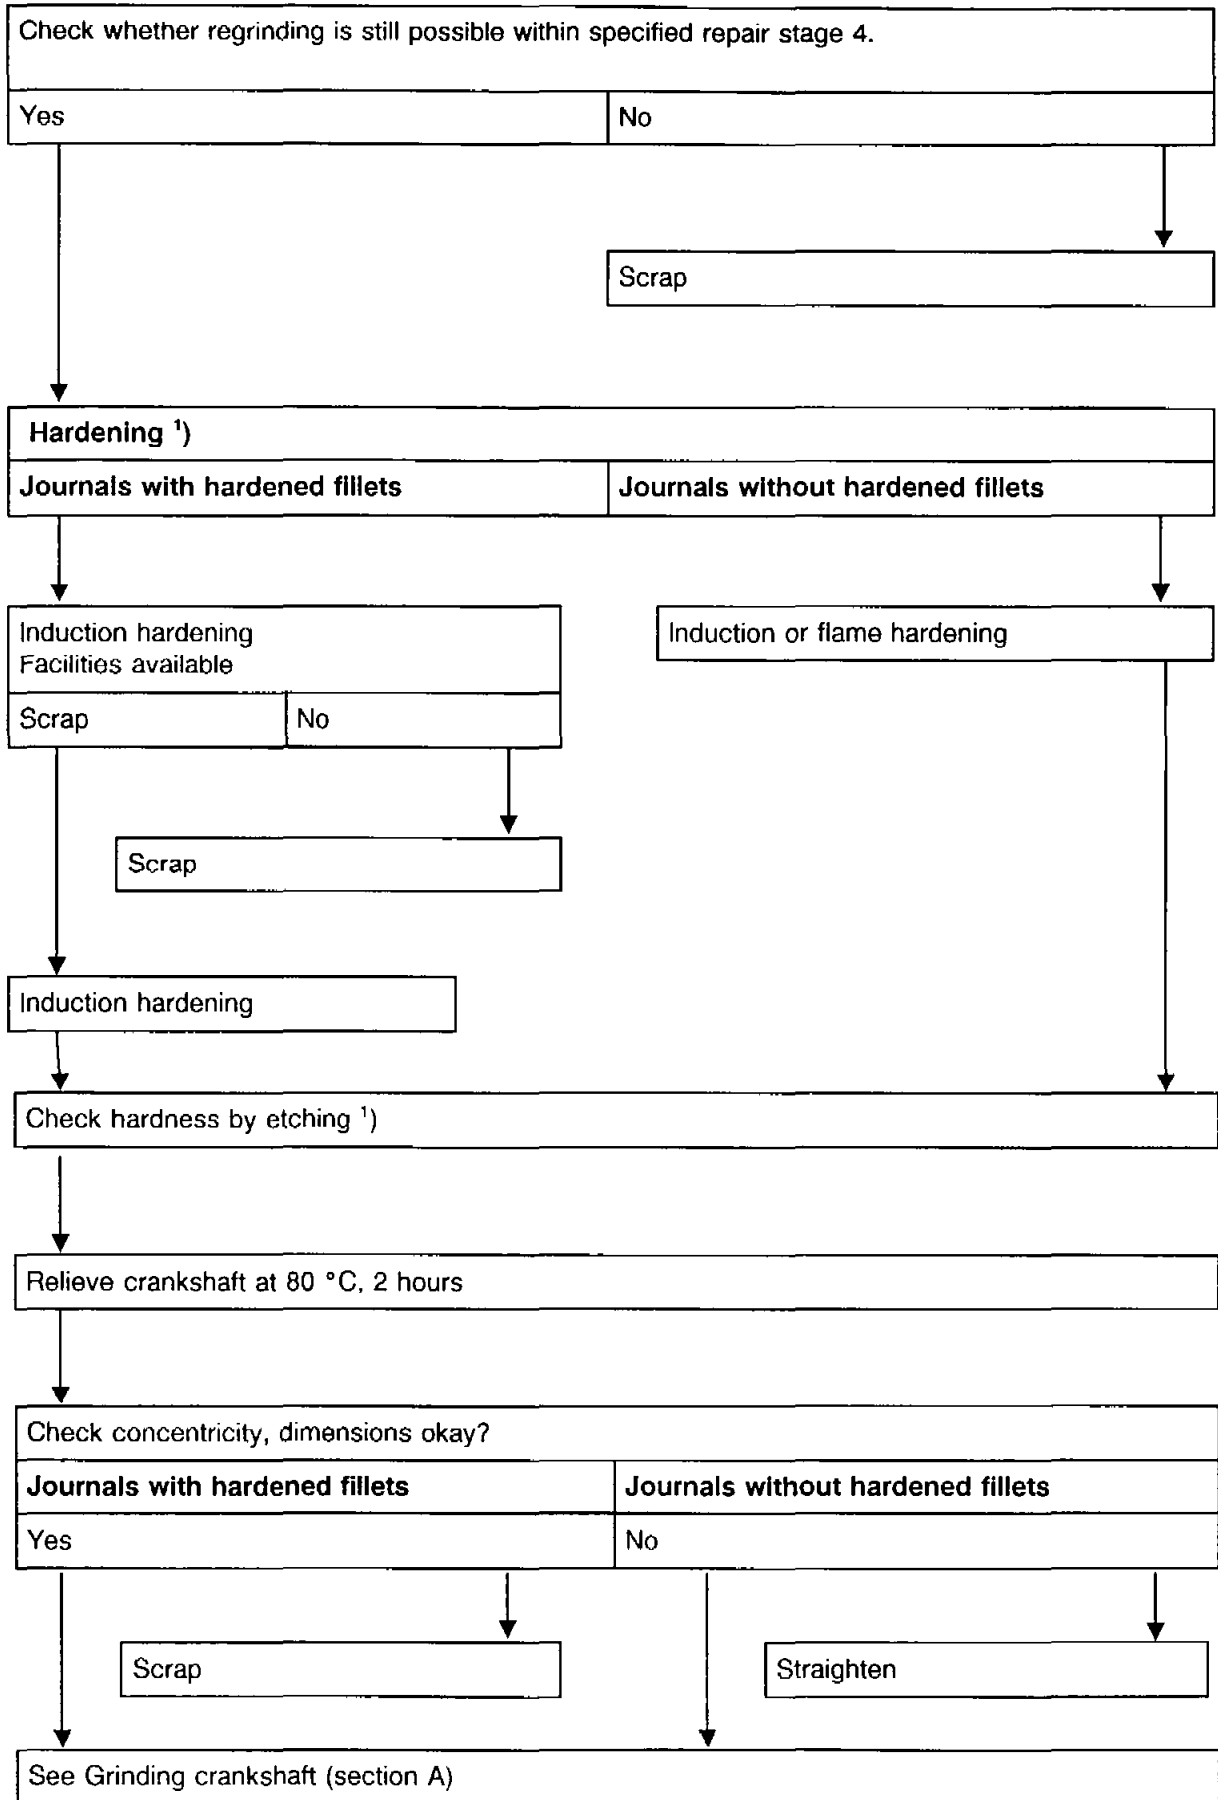 Check whether regrinding is still possible within specified repair stage 4.
Yes
No
Scrap
Hardening ¹)
Journals with hardened fillets
Journals without hardened fillets
Induction hardening
Facilities available
Induction or flame hardening
Scrap
No
Scrap
Induction hardening
Check hardness by etching ¹)
Relieve crankshaft at 80 °C, 2 hours
Check concentricity, dimensions okay?
Journals with hardened fillets
Journals without hardened fillets
Yes
No
Scrap
Straighten
See Grinding crankshaft (section A)